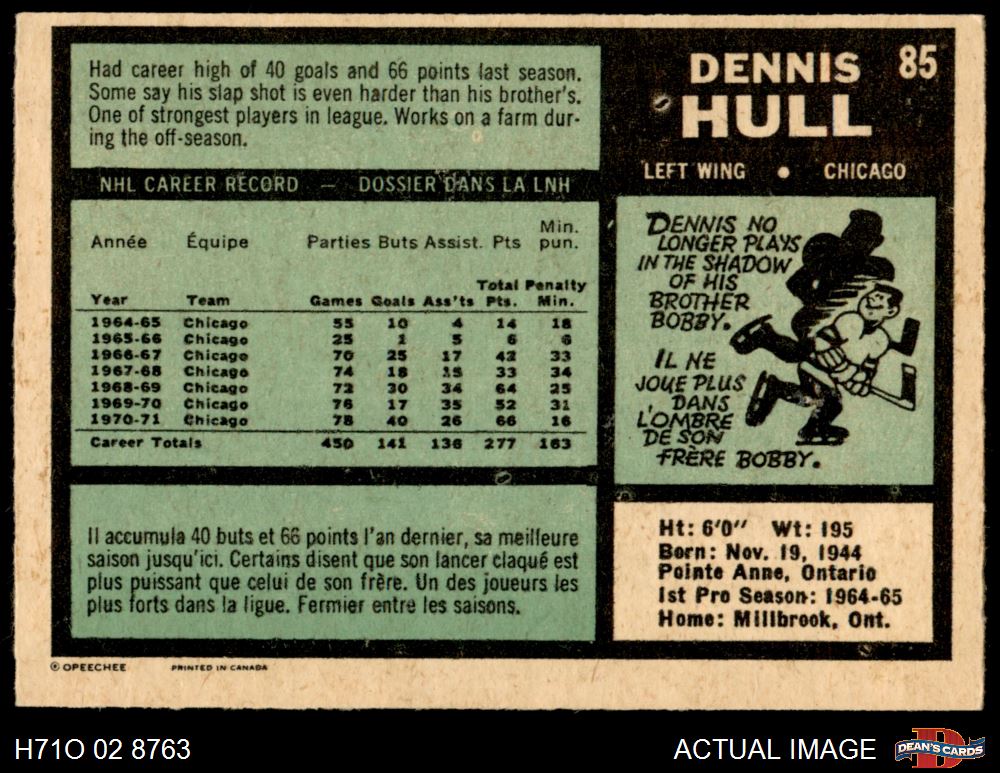 Had career high of 40 goals and 66 points last season.
Some say his slap shot is even harder than his brother's.
One of strongest players in league. Works on a farm dur-
ing the off-season.
DENNIS 85
HULL
LEFT WING • CHICAGO
NHL CAREER RECORD — DOSSIER DANS LA LNH
Année Équipe Parties Buts Assist. Pts Min. pun.
Year Team Games Goals Ass'ts Total Pts. Penalty Min.
1964-65 Chicago 55 10 4 14 18
1965-66 Chicago 25 1 5 6 6
1966-67 Chicago 70 25 17 42 33
1967-68 Chicago 74 18 15 33 34
1968-69 Chicago 72 30 34 64 25
1969-70 Chicago 76 17 35 52 31
1970-71 Chicago 78 40 26 66 16
Career Totals 450 141 136 277 163
DENNIS NO
LONGER PLAYS
IN THE SHADOW
OF HIS
BROTHER
BOBBY.
IL NE
JOUE PLUS
DANS
L'OMBRE
DE SON
FRÈRE BOBBY.
Il accumula 40 buts et 66 points l'an dernier, sa meilleure
saison jusqu'ici. Certains disent que son lancer claqué est
plus puissant que celui de son frère. Un des joueurs les
plus forts dans la ligue. Fermier entre les saisons.
Ht: 6'0" Wt: 195
Born: Nov. 19, 1944
Pointe Anne, Ontario
1st Pro Season: 1964-65
Home: Millbrook, Ont.
© OPEECHEE PRINTED IN CANADA
H71O 02 8763 ACTUAL IMAGE DEAN'S CARDS